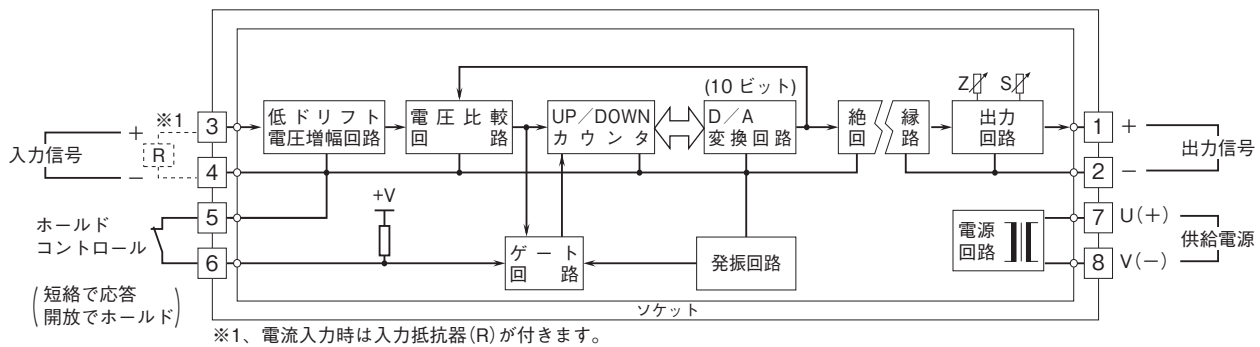 (10 ビット)
Z S
※1
3
低ドリフト
電圧増幅回路
電圧比較
回路
UP/DOWN
カウンタ
D/A
変換回路
絶縁
回路
出力
回路
1 +
2 −
出力信号
入力信号
+
−
R
4
5
6
ホールド
コントロール
+V
ゲート
回路
発振回路
電源
回路
7 U(+)
8 V(−)
供給電源
(短絡で応答
開放でホールド)
ソケット
※1、電流入力時は入力抵抗器(R)が付きます。